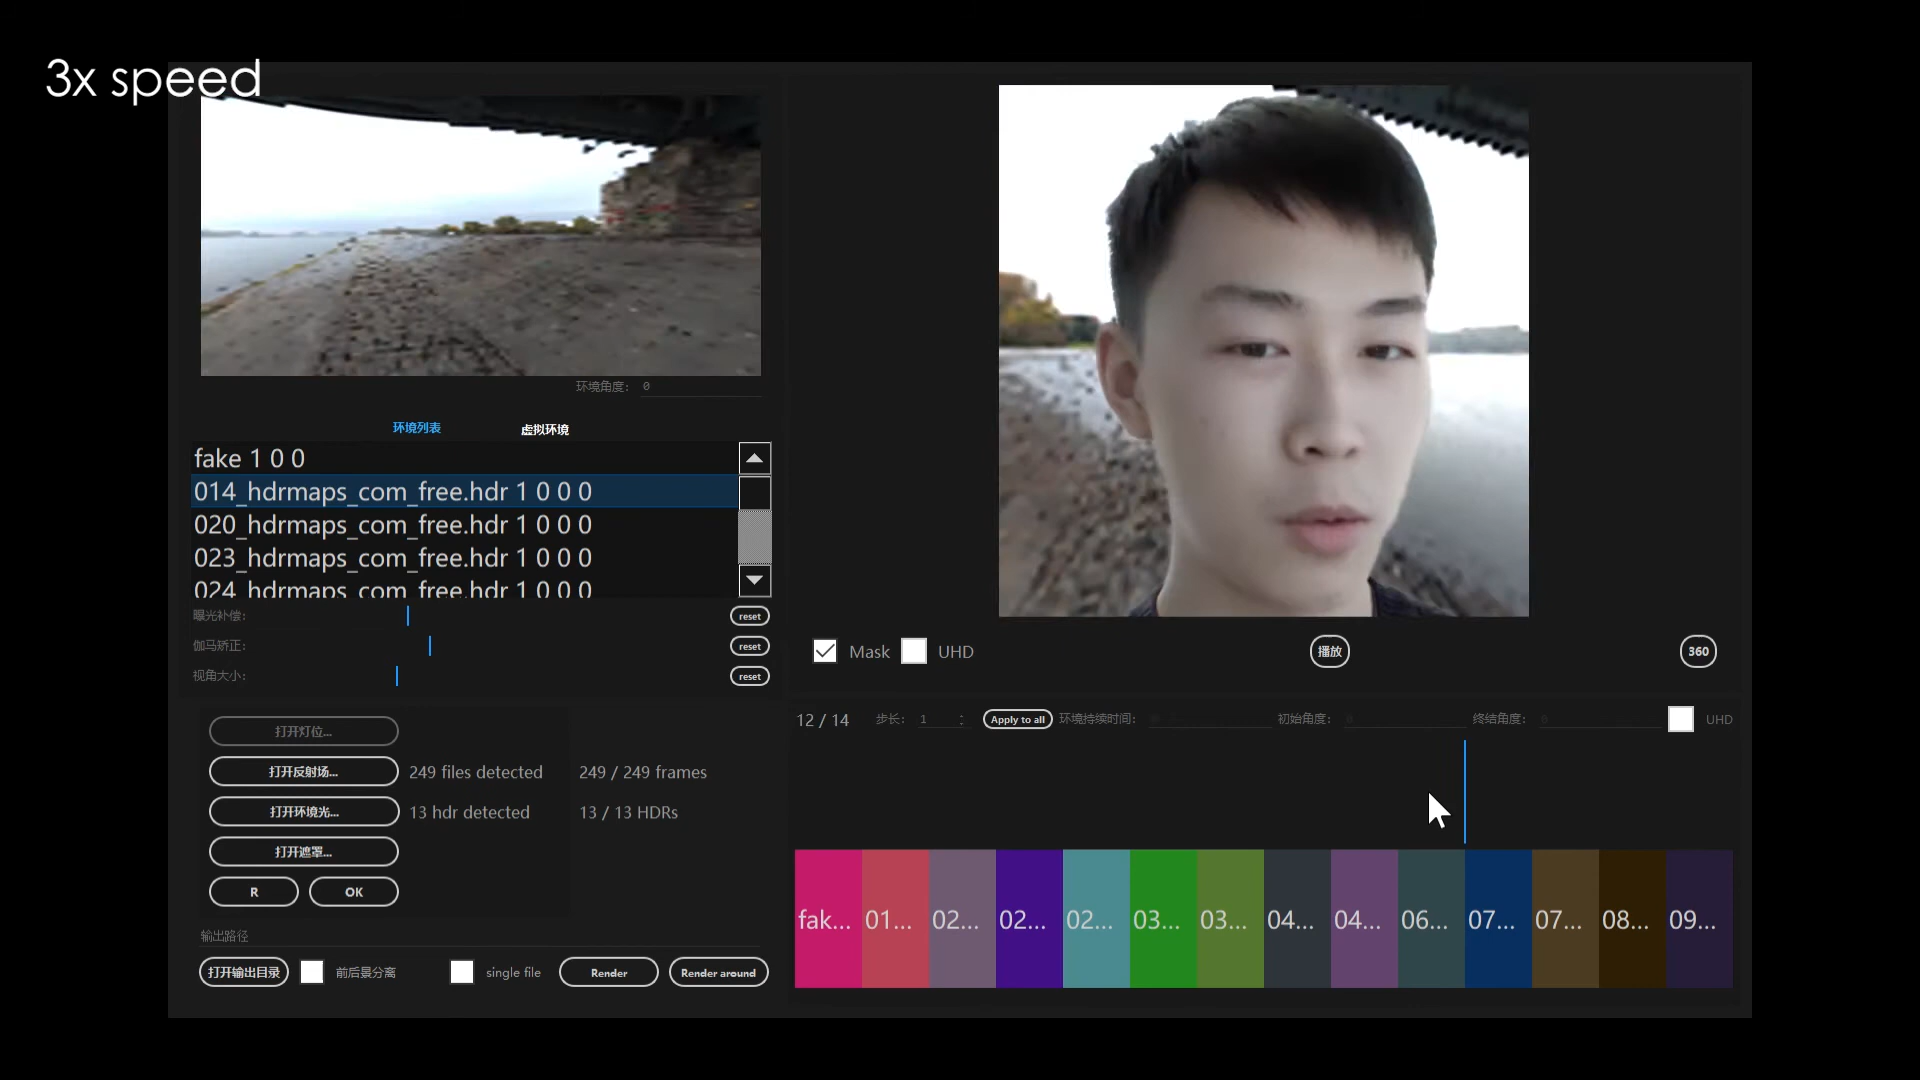 3x speed
环境角度: 0
环境列表 虚拟环境
fake 1 0 0
014_hdrmaps_com_free.hdr 1 0 0 0
020_hdrmaps_com_free.hdr 1 0 0 0
023_hdrmaps_com_free.hdr 1 0 0 0
024_hdrmaps_com_free.hdr 1 0 0 0
曝光补偿: reset
伽马矫正: reset
视角大小: reset
Mask UHD 播放 360
12 / 14 步长: 1 Apply to all 环境持续时间: 初始角度: 终结角度: UHD
打开灯位...
打开反射场... 249 files detected 249 / 249 frames
打开环境光... 13 hdr detected 13 / 13 HDRs
打开遮罩...
R OK
fak... 01... 02... 02... 02... 03... 03... 04... 04... 06... 07... 07... 08... 09...
输出路径
打开输出目录 前后景分离 single file Render Render around